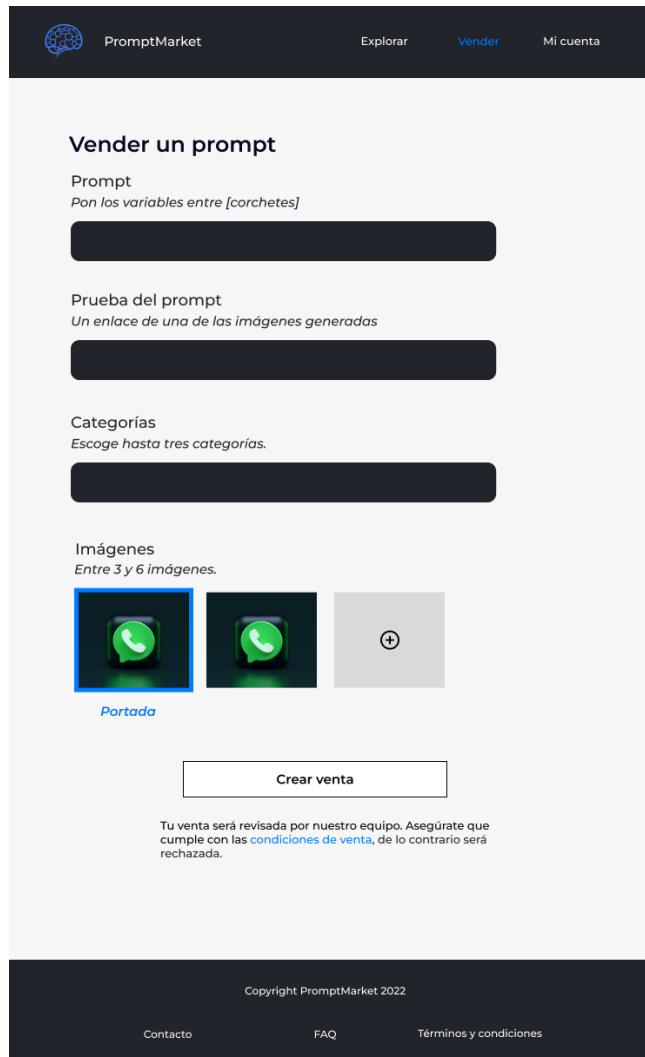 PromptMarket Explorar Vender Mi cuenta
Vender un prompt
Prompt
Pon los variables entre [corchetes]
Prueba del prompt
Un enlace de una de las imágenes generadas
Categorías
Escoge hasta tres categorías.
Imágenes
Entre 3 y 6 imágenes.
Portada
Crear venta
Tu venta será revisada por nuestro equipo. Asegúrate que
cumple con las condiciones de venta, de lo contrario será
rechazada.
Copyright PromptMarket 2022
Contacto FAQ Términos y condiciones